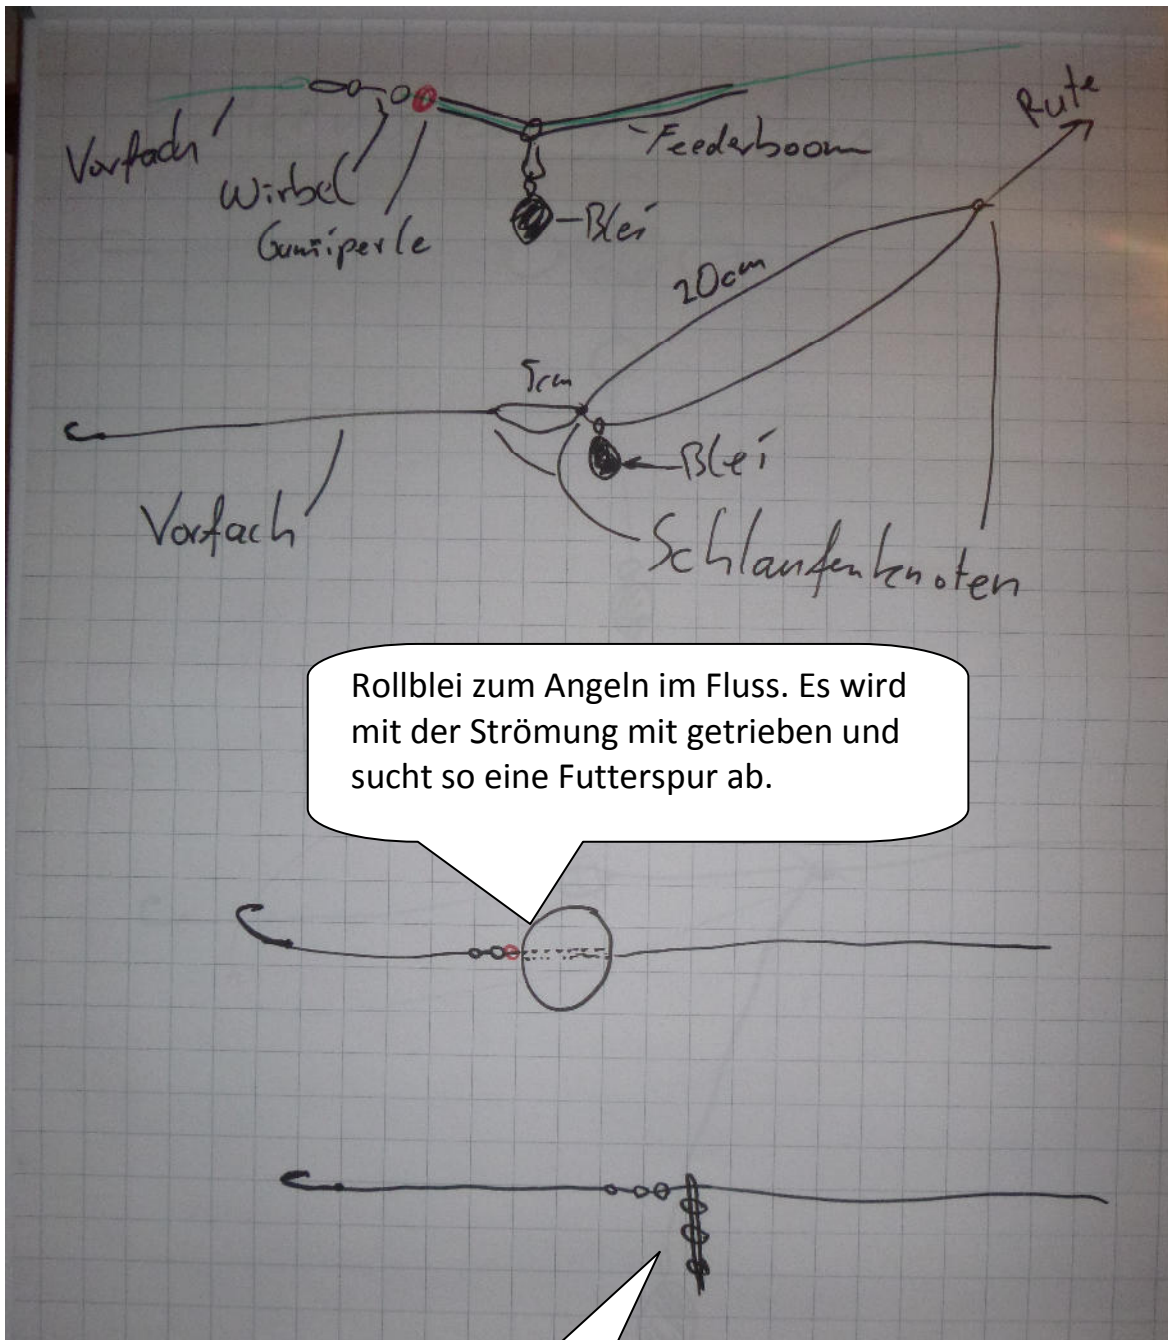 Rute
Vorfach
Wirbel
Feederboom
Blei
20cm
5cm
Blei
Vorfach
Schlaufenknoten
Rollblei zum Angeln im Fluss. Es wird
mit der Strömung mit getrieben und
sucht so eine Futterspur ab.